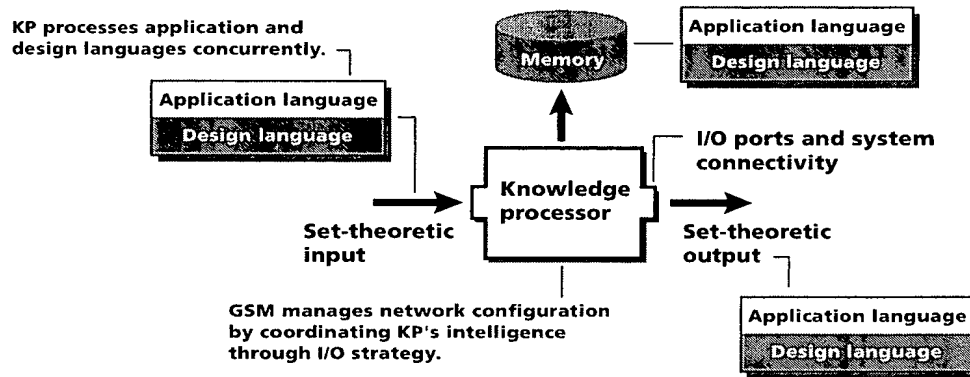 KP processes application and
design languages concurrently.
Application language
Design language
Memory
Application language
Design language
I/O ports and system
connectivity
Knowledge
processor
Set-theoretic
input
Set-theoretic
output
GSM manages network configuration
by coordinating KP's intelligence
through I/O strategy.
Application language
Design language